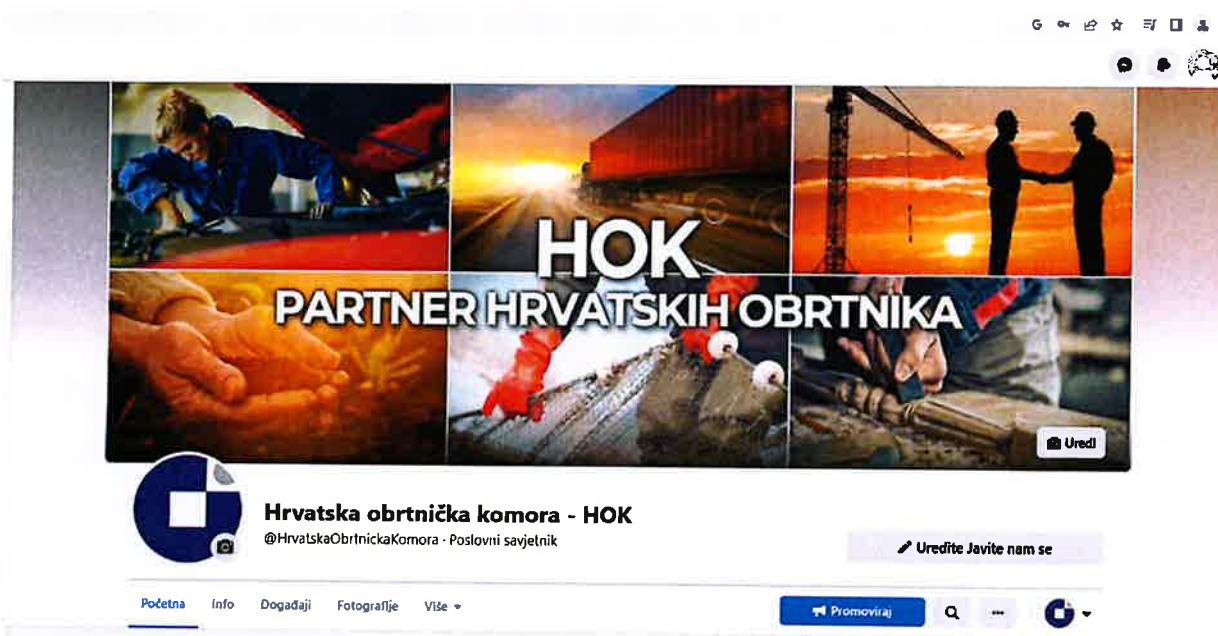 HOK
PARTNER HRVATSKIH OBRTNIKA
Uredi
Hrvatska obrtnička komora - HOK
@HrvatskaObrtnickaKomora · Poslovni savjetnik
Uredite Javite nam se
Početna Info Događaji Fotografije Više
Promoviraj